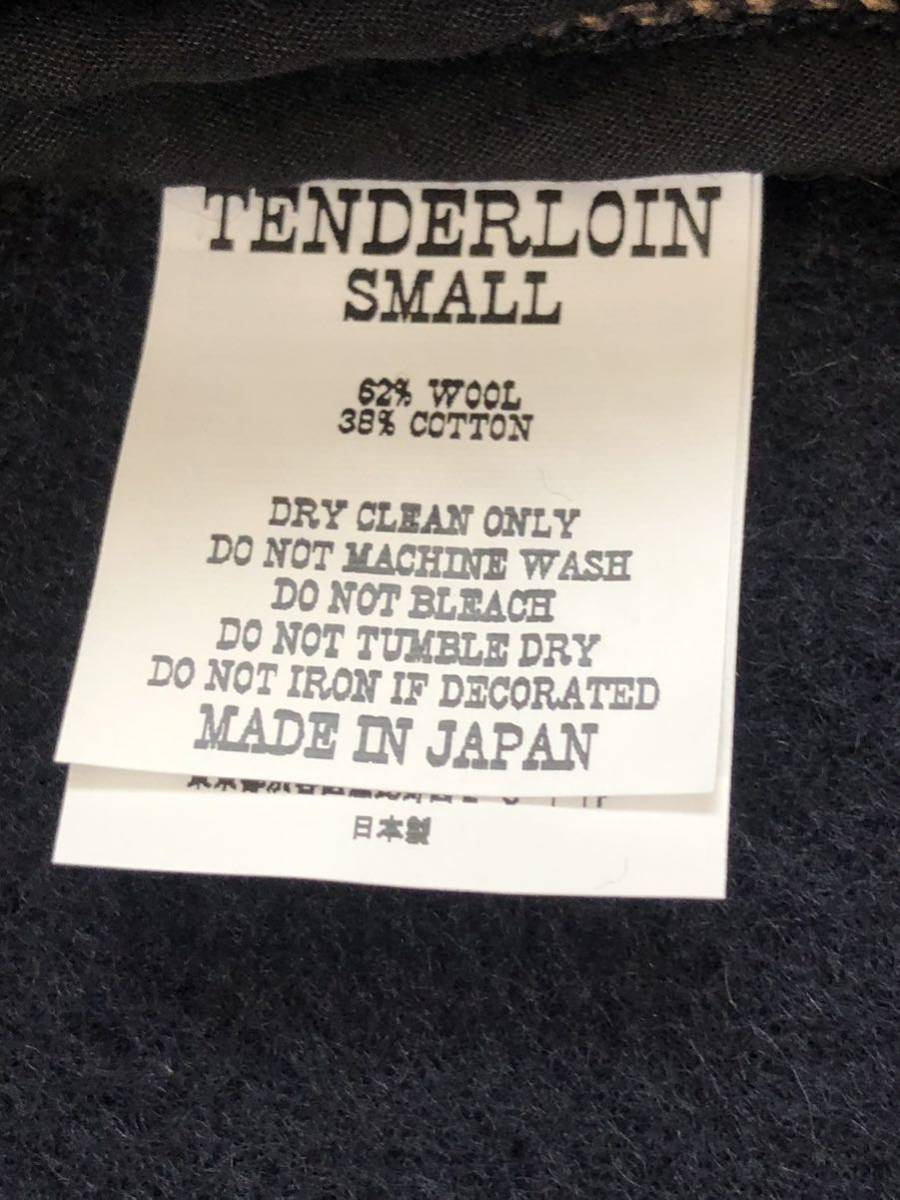 TENDERLOIN
SMALL
62% WOOL
38% COTTON
DRY CLEAN ONLY
DO NOT MACHINE WASH
DO NOT BLEACH
DO NOT TUMBLE DRY
DO NOT IRON IF DECORATED
MADE IN JAPAN
日本製